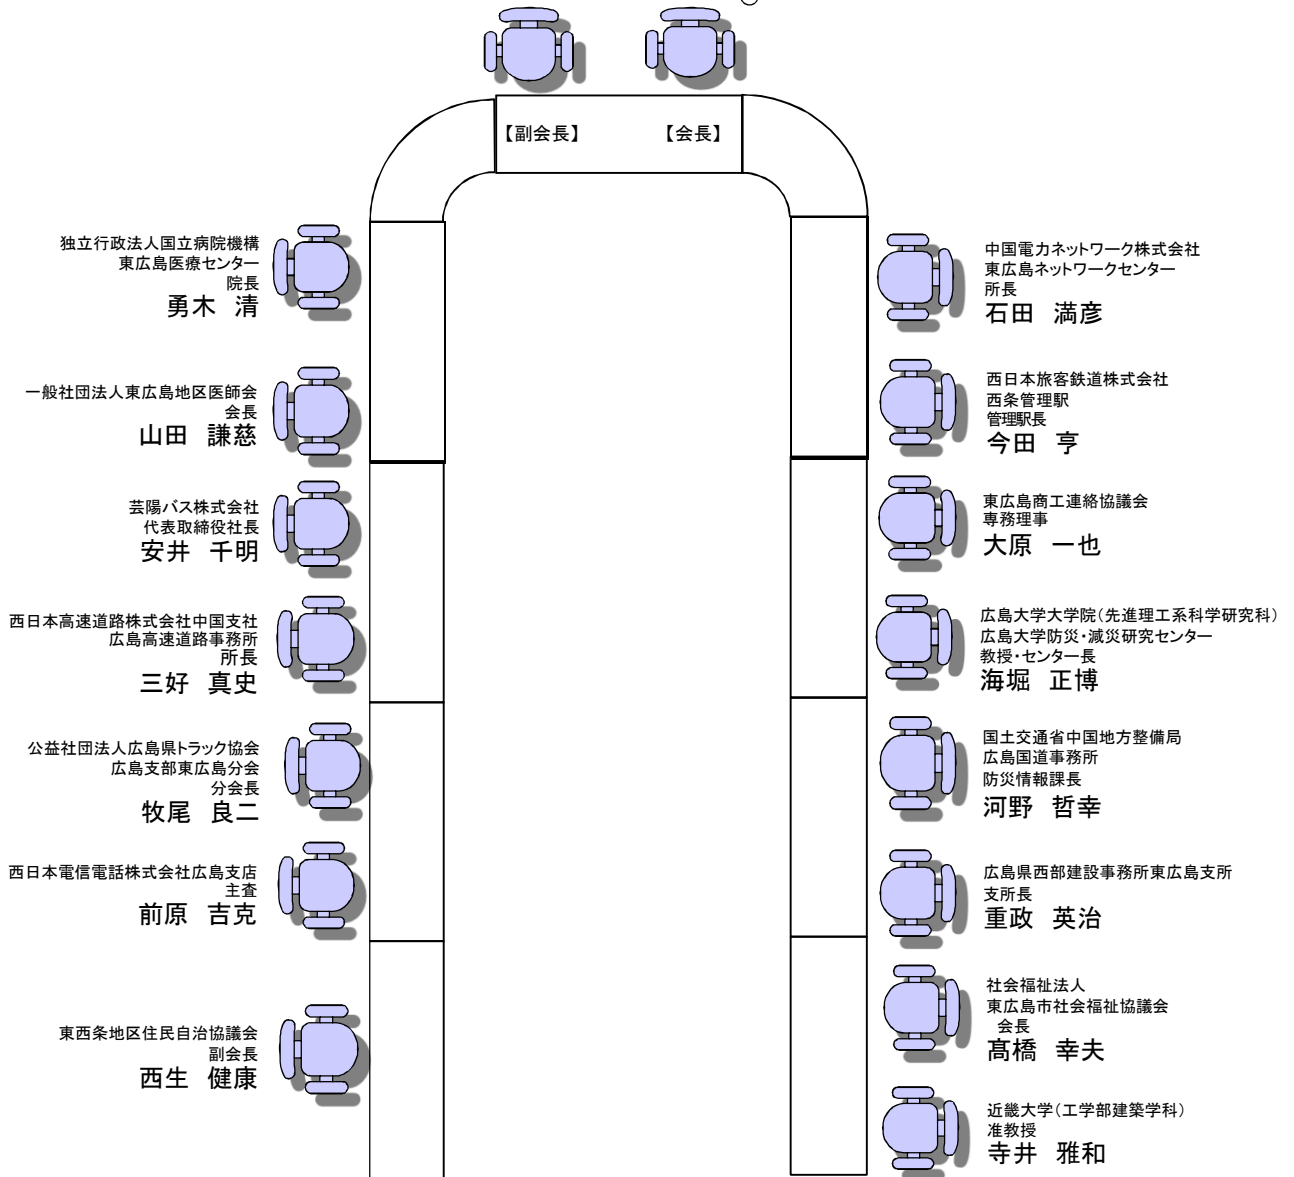 【副会長】　【会長】
独立行政法人国立病院機構
東広島医療センター
院長
勇木　清
一般社団法人東広島地区医師会
会長
山田　謙慈
芸陽バス株式会社
代表取締役社長
安井　千明
西日本高速道路株式会社中国支社
広島高速道路事務所
所長
三好　真史
公益社団法人広島県トラック協会
広島支部東広島分会
分会長
牧尾　良二
西日本電信電話株式会社広島支店
主査
前原　吉克
東西条地区住民自治協議会
副会長
西生　健康
中国電力ネットワーク株式会社
東広島ネットワークセンター
所長
石田　満彦
西日本旅客鉄道株式会社
西条管理駅
管理駅長
今田　亨
東広島商工連絡協議会
専務理事
大原　一也
広島大学大学院（先進理工系科学研究科）
広島大学防災・減災研究センター
教授・センター長
海堀　正博
国土交通省中国地方整備局
広島国道事務所
防災情報課長
河野　哲幸
広島県西部建設事務所東広島支所
支所長
重政　英治
社会福祉法人
東広島市社会福祉協議会
会長
髙橋　幸夫
近畿大学（工学部建築学科）
准教授
寺井　雅和